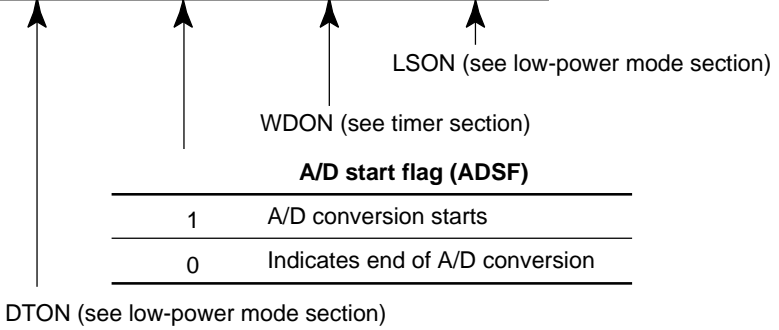 LSON (see low-power mode section)
WDON (see timer section)
A/D start flag (ADSF)
1 A/D conversion starts
0 Indicates end of A/D conversion
DTON (see low-power mode section)